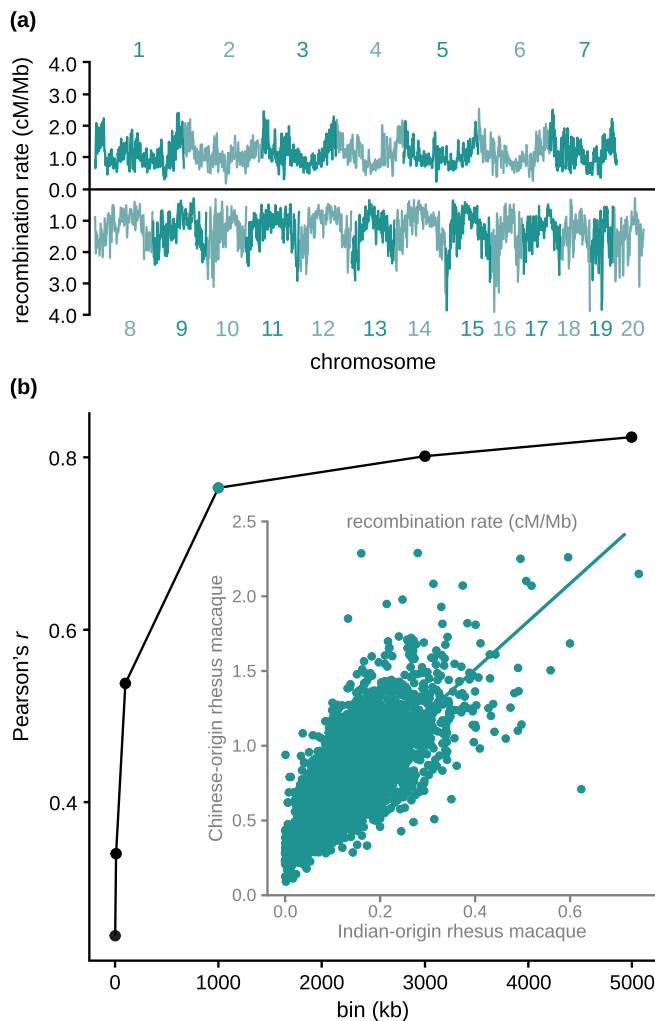 (a)
1 2 3 4 5 6 7
recombination rate (cM/Mb)
4.0
3.0
2.0
1.0
0.0
1.0
2.0
3.0
4.0
8 9 10 11 12 13 14 15 16 17 18 19 20
chromosome
(b)
Pearson's r
0.8
0.6
0.4
recombination rate (cM/Mb)
Chinese-origin rhesus macaque
2.5
2.0
1.5
1.0
0.5
0.0
0.0 0.2 0.4 0.6
Indian-origin rhesus macaque
0 1000 2000 3000 4000 5000
bin (kb)